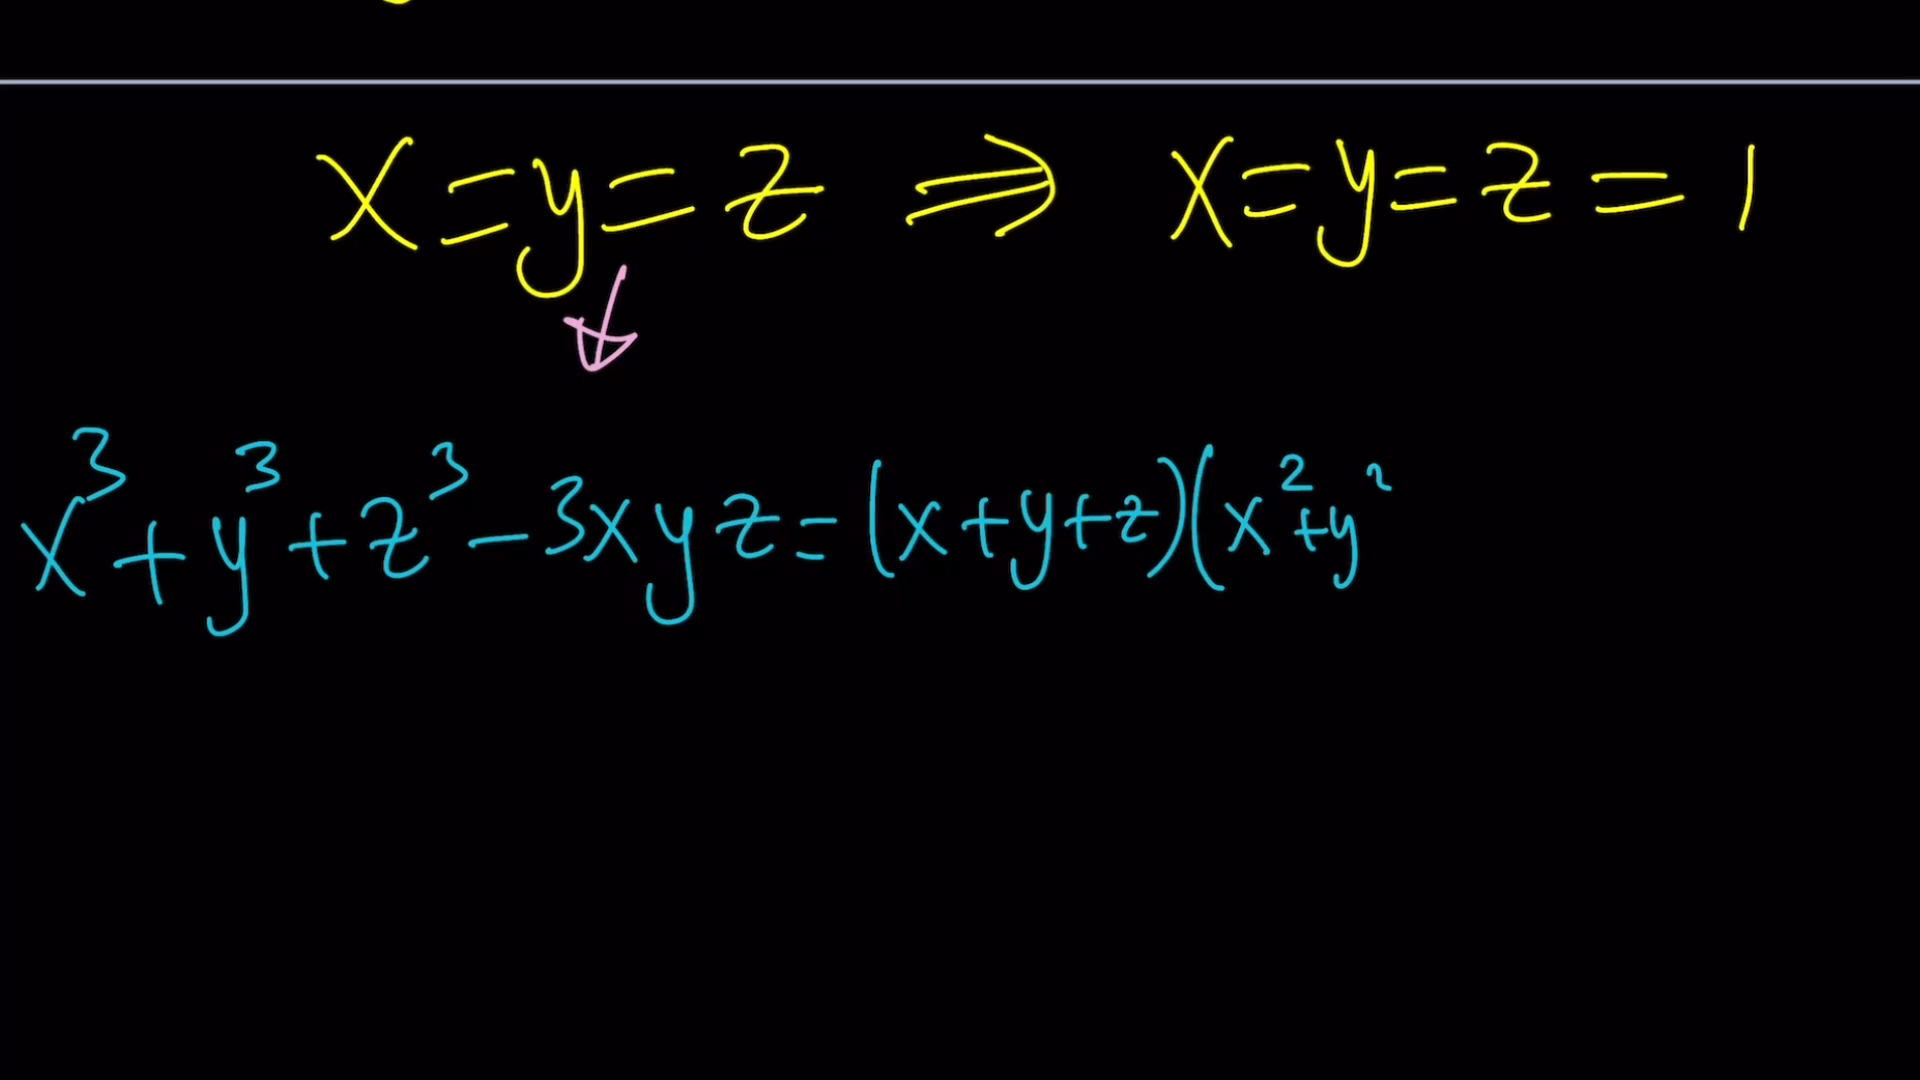 x=y=z ⇒ x=y=z=1
x³+y³+z³-3xyz=(x+y+z)(x²+y²